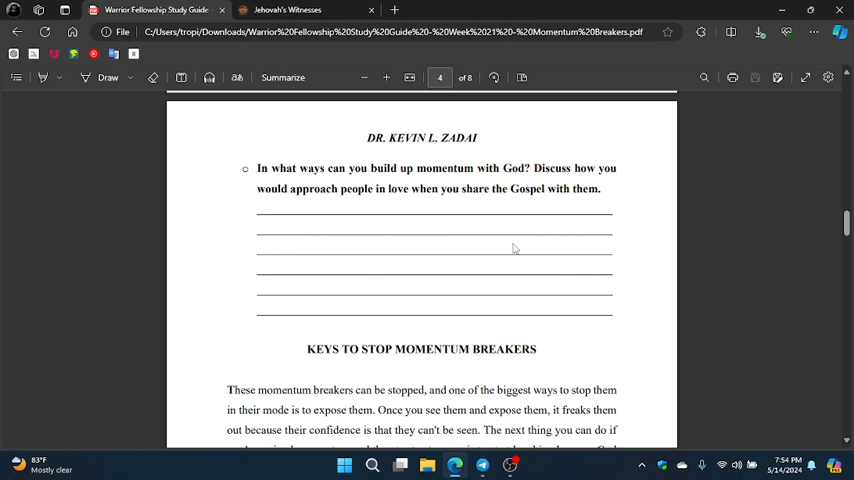 Warrior Fellowship Study Guide -
Jehovah's Witnesses
File
C:/Users/tropi/Downloads/Warrior%20Fellowship%20Study%20Guide%20-%20Week%2021%20-%20Momentum%20Breakers.pdf
Draw
aあ
Summarize
4 of 8
DR. KEVIN L. ZADAI
In what ways can you build up momentum with God? Discuss how you
would approach people in love when you share the Gospel with them.
KEYS TO STOP MOMENTUM BREAKERS
These momentum breakers can be stopped, and one of the biggest ways to stop them
in their mode is to expose them. Once you see them and expose them, it freaks them
out because their confidence is that they can't be seen. The next thing you can do if
83°F
Mostly clear
7:54 PM
5/14/2024